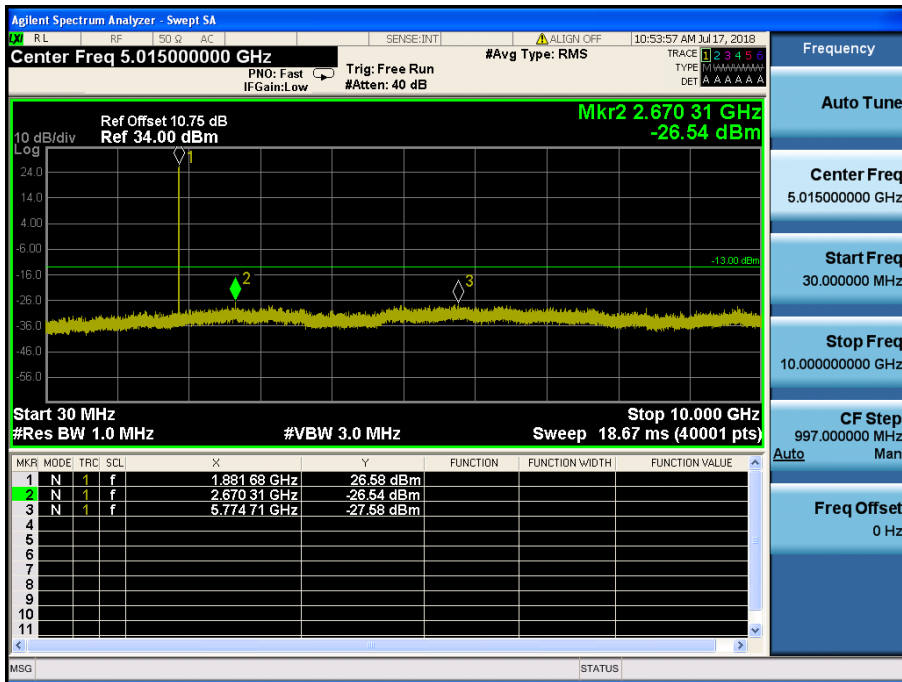 Agilent Spectrum Analyzer - Swept SA
LXI RL RF 50 Ω AC SENSE:INT ALIGN OFF 10:53:57 AM Jul 17, 2018
Center Freq 5.015000000 GHz
PNO: Fast
IFGain:Low
Trig: Free Run
#Atten: 40 dB
#Avg Type: RMS
TRACE 1 2 3 4 5 6
TYPE M WWWWW
DET A A A A A A
Mkr2 2.670 31 GHz
-26.54 dBm
Ref Offset 10.75 dB
10 dB/div Ref 34.00 dBm
Log
1
24.0
14.0
4.00
-6.00
-13.00 dBm
-16.0
2
3
-26.0
-36.0
-46.0
-56.0
Start 30 MHz Stop 10.000 GHz
#Res BW 1.0 MHz #VBW 3.0 MHz Sweep 18.67 ms (40001 pts)
MKR MODE TRC SCL X Y FUNCTION FUNCTION WIDTH FUNCTION VALUE
1 N 1 f 1.881 68 GHz 26.58 dBm
2 N 1 f 2.670 31 GHz -26.54 dBm
3 N 1 f 5.774 71 GHz -27.58 dBm
4
5
6
7
8
9
10
11
MSG STATUS
Frequency
Auto Tune
Center Freq
5.015000000 GHz
Start Freq
30.000000 MHz
Stop Freq
10.000000000 GHz
CF Step
997.000000 MHz
Auto Man
Freq Offset
0 Hz